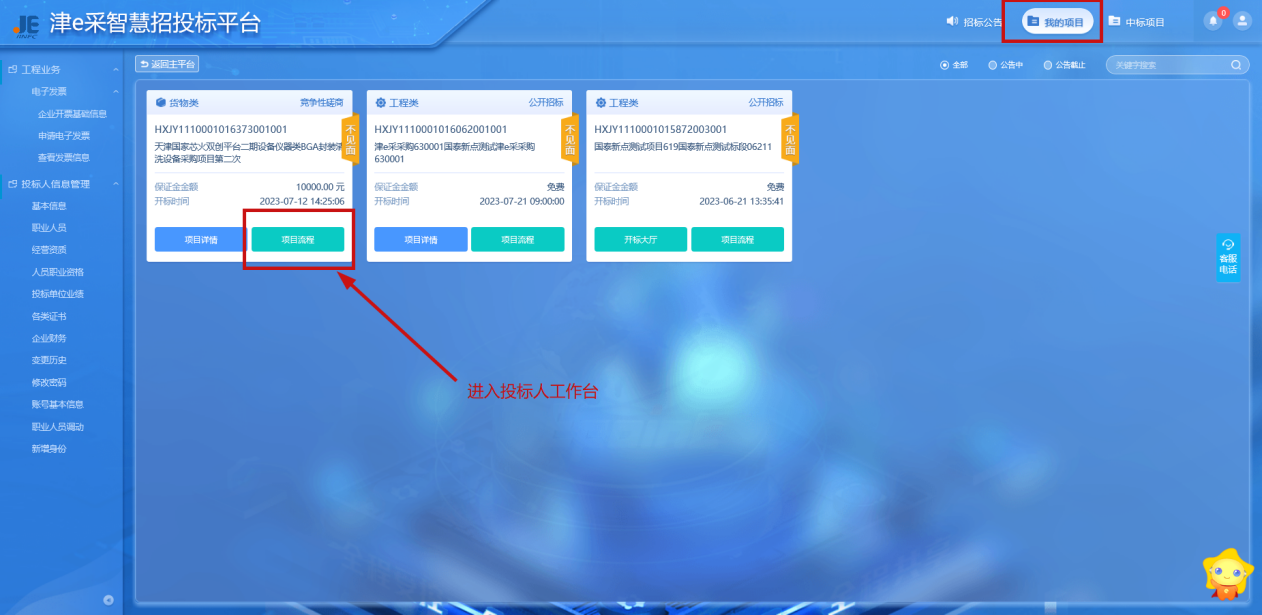 JE
JINPC
津e采智慧招投标平台
招标公告
我的项目
中标项目
0
工程业务
电子发票
企业开票基础信息
申请电子发票
查看发票信息
投标人信息管理
基本信息
职业人员
经营资质
人员职业资格
投标单位业绩
各类证书
企业财务
变更历史
修改密码
账号基本信息
职业人员调动
新增身份
返回主平台
全部
公告中
公告截止
关键字搜索
货物类
竞争性磋商
HXJY1110001016373001001
不见面
天津国家芯火双创平台二期设备仪器类BGA封装清
洗设备采购项目第二次
保证金金额
10000.00 元
开标时间
2023-07-12 14:25:06
项目详情
项目流程
工程类
公开招标
HXJY1110001016062001001
不见面
津e采采购630001国泰新点测试津e采采购
630001
保证金金额
免费
开标时间
2023-07-21 09:00:00
项目详情
项目流程
工程类
公开招标
HXJY1110001015872003001
不见面
国泰新点测试项目619国泰新点测试标段06211
保证金金额
免费
开标时间
2023-06-21 13:35:41
开标大厅
项目流程
客服
电话
进入投标人工作台